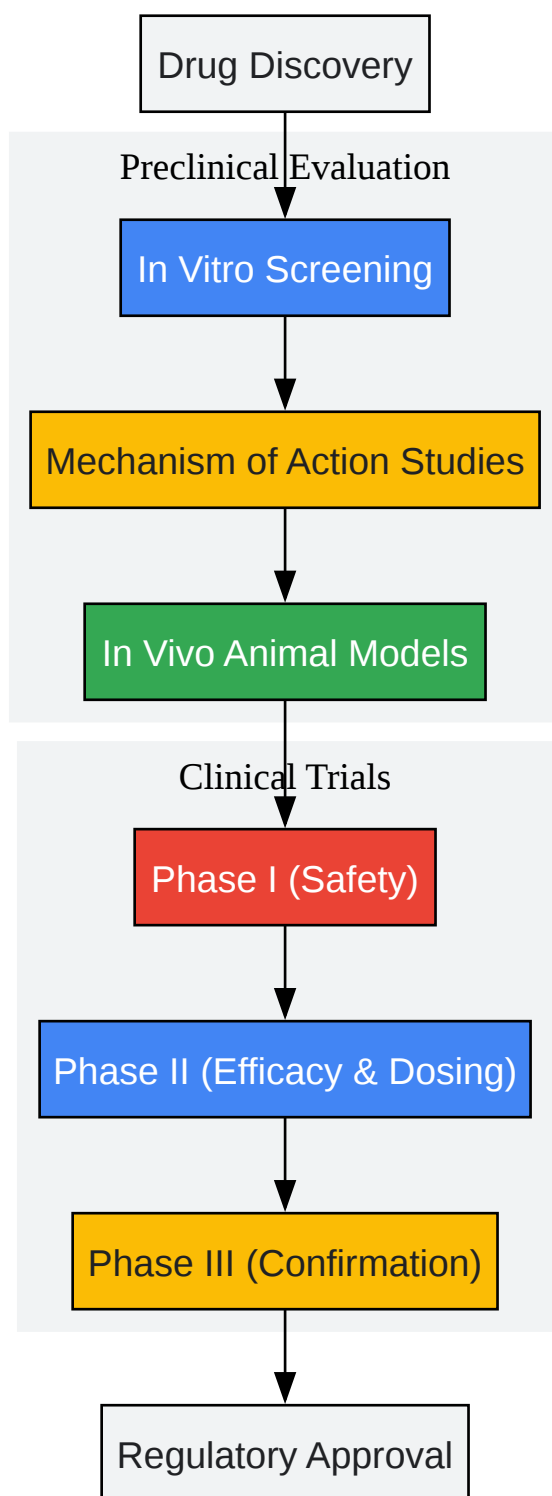 Drug Discovery
Preclinical Evaluation
In Vitro Screening
Mechanism of Action Studies
In Vivo Animal Models
Clinical Trials
Phase I (Safety)
Phase II (Efficacy & Dosing)
Phase III (Confirmation)
Regulatory Approval